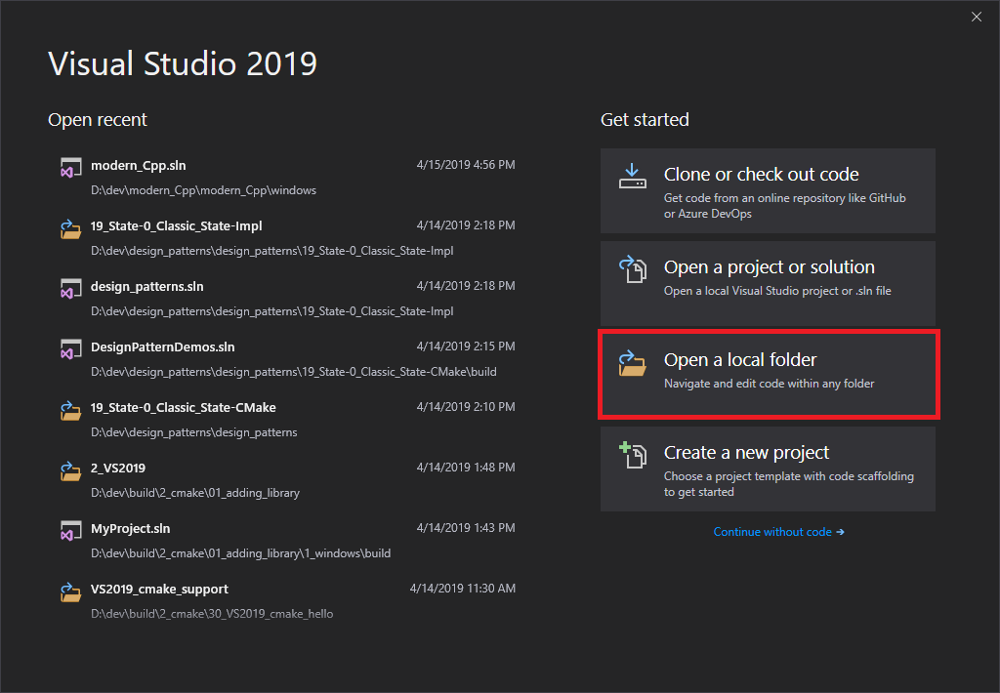 Visual Studio 2019
Open recent
modern_Cpp.sln 4/15/2019 4:56 PM
D:\dev\modern_Cpp\modern_Cpp\windows
19_State-0_Classic_State-Impl 4/14/2019 2:18 PM
D:\dev\design_patterns\design_patterns\19_State-0_Classic_State-Impl
design_patterns.sln 4/14/2019 2:18 PM
D:\dev\design_patterns\design_patterns\19_State-0_Classic_State-Impl
DesignPatternDemos.sln 4/14/2019 2:15 PM
D:\dev\design_patterns\design_patterns\19_State-0_Classic_State-CMake\build
19_State-0_Classic_State-CMake 4/14/2019 2:10 PM
D:\dev\design_patterns\design_patterns
2_VS2019 4/14/2019 1:48 PM
D:\dev\build\2_cmake\01_adding_library
MyProject.sln 4/14/2019 1:43 PM
D:\dev\build\2_cmake\01_adding_library\1_windows\build
VS2019_cmake_support 4/14/2019 11:30 AM
D:\dev\build\2_cmake\30_VS2019_cmake_hello
Get started
Clone or check out code
Get code from an online repository like GitHub
or Azure DevOps
Open a project or solution
Open a local Visual Studio project or .sln file
Open a local folder
Navigate and edit code within any folder
Create a new project
Choose a project template with code scaffolding
to get started
Continue without code →